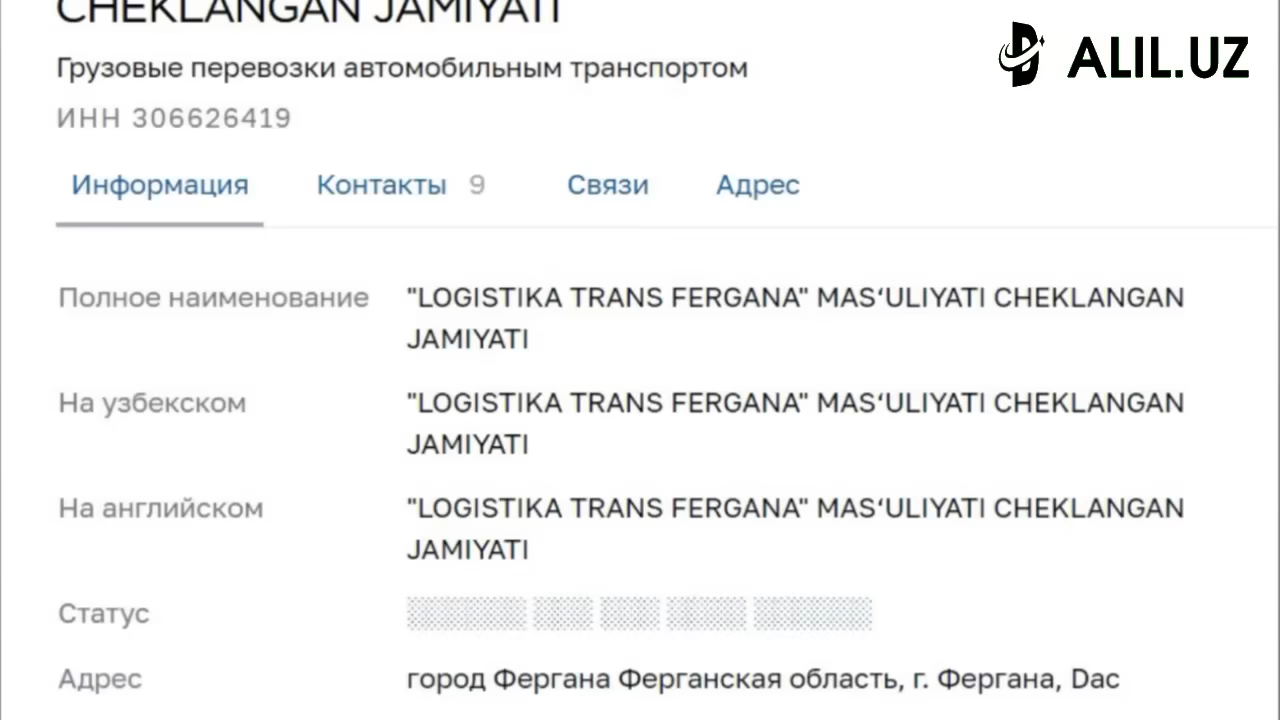 CHEKLANGAN JAMIYATI
ALIL.UZ
Грузовые перевозки автомобильным транспортом
ИНН 306626419
Информация Контакты 9 Связи Адрес
Полное наименование "LOGISTIKA TRANS FERGANA" MAS‘ULIYATI CHEKLANGAN
JAMIYATI
На узбекском "LOGISTIKA TRANS FERGANA" MAS‘ULIYATI CHEKLANGAN
JAMIYATI
На английском "LOGISTIKA TRANS FERGANA" MAS‘ULIYATI CHEKLANGAN
JAMIYATI
Статус
Адрес город Фергана Ферганская область, г. Фергана, Dac